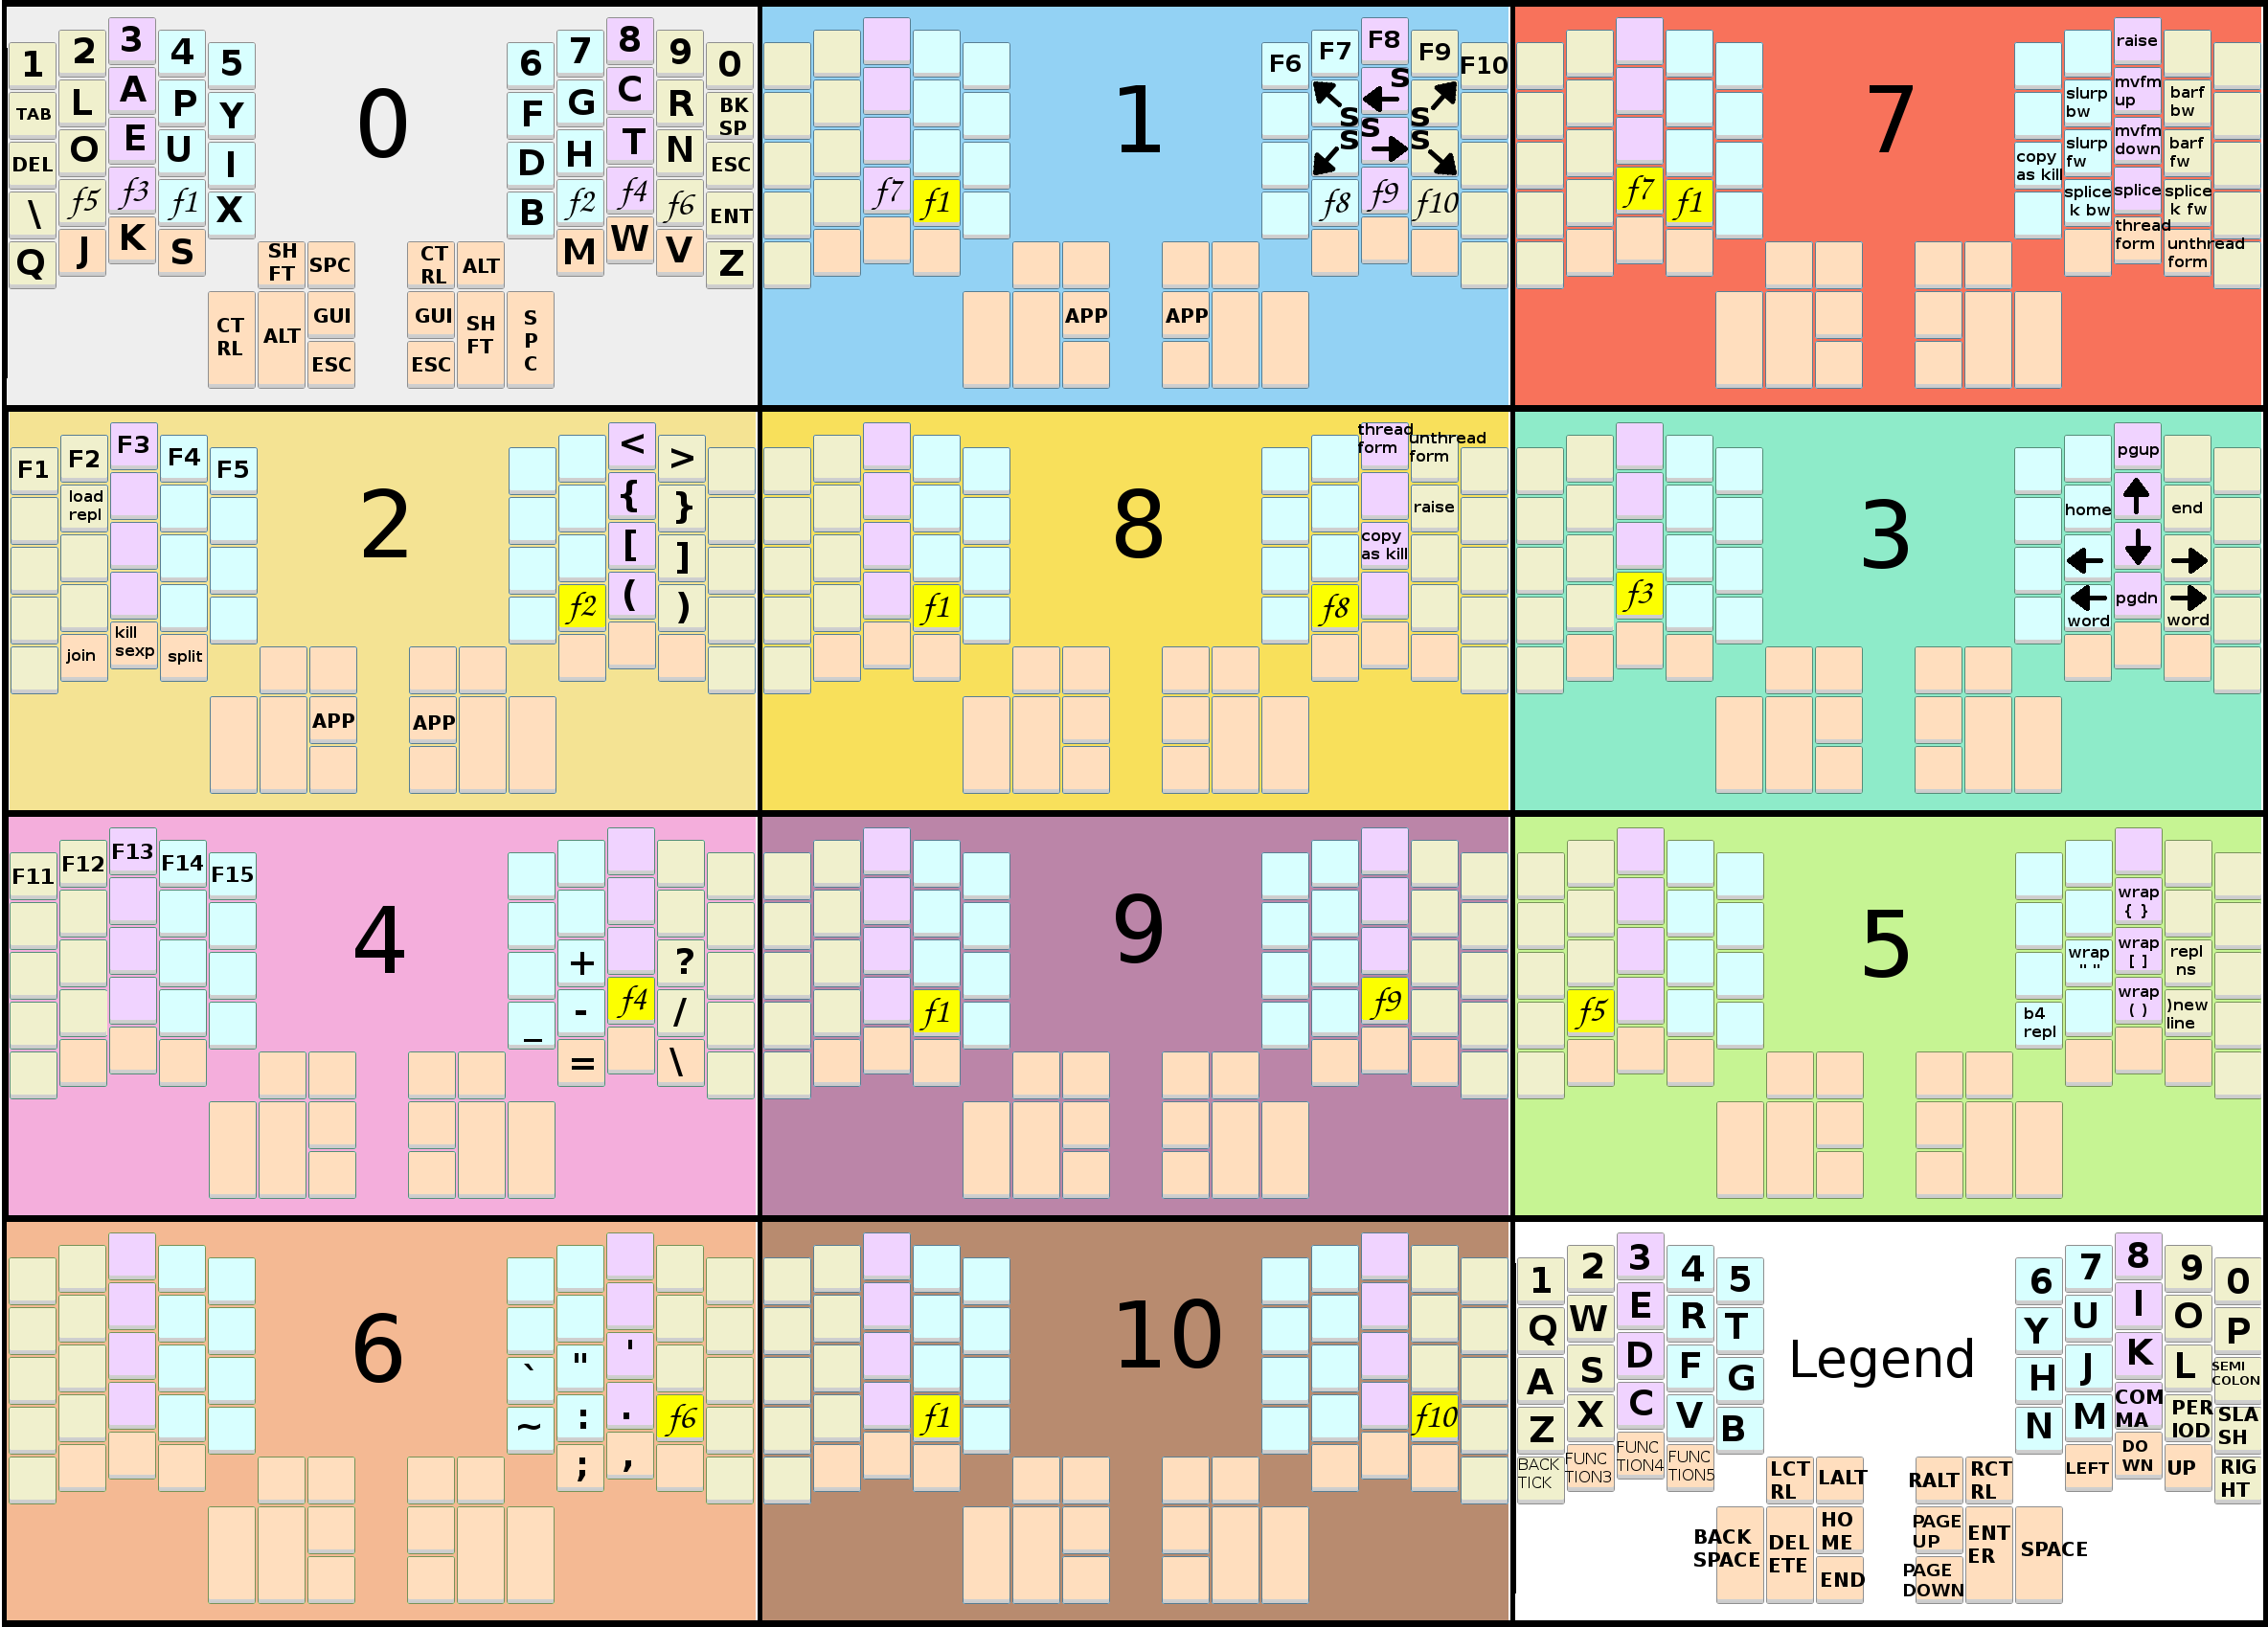 1 2 3 4 5 6 7 8 9 0
TAB L A P Y F G C R BK SP
DEL O E U I D H T N ESC
\ f5 f3 f1 X B f2 f4 f6 ENT
Q J K S M W V Z
SH FT SPC CT RL ALT
CT RL ALT GUI GUI SH FT S P C
ESC ESC
0
F6 F7 F8 F9 F10
S
S S
S S S
f7 f1 f8 f9 f10
APP APP
1
raise
slurp bw mvfm up barf bw
copy as kill slurp fw mvfm down barf fw
f7 f1 splice k bw splice splice k fw
thread form unthread form
7
F1 F2 F3 F4 F5 < >
load repl { }
[ ]
f2 ( )
join kill sexp split
APP APP
2
thread form unthread form
raise
copy as kill
f1 f8
8
pgup
home end
f3 word pgdn word
3
F11 F12 F13 F14 F15
+ ?
_ - f4 /
= \
4
f1 f9
9
wrap { }
wrap " " wrap [ ] repl ns
f5 b4 repl wrap ( ) )new line
5
` " '
~ : . f6
; ,
6
f1 f10
10
1 2 3 4 5 6 7 8 9 0
Q W E R T Y U I O P
A S D F G H J K L SEMI COLON
Z X C V B N M COM MA PER IOD SLA SH
BACK TICK FUNC TION3 FUNC TION4 FUNC TION5 LEFT DO WN UP RIG HT
LCT RL LALT RALT RCT RL
BACK SPACE DEL ETE HO ME PAGE UP ENT ER SPACE
END PAGE DOWN
Legend